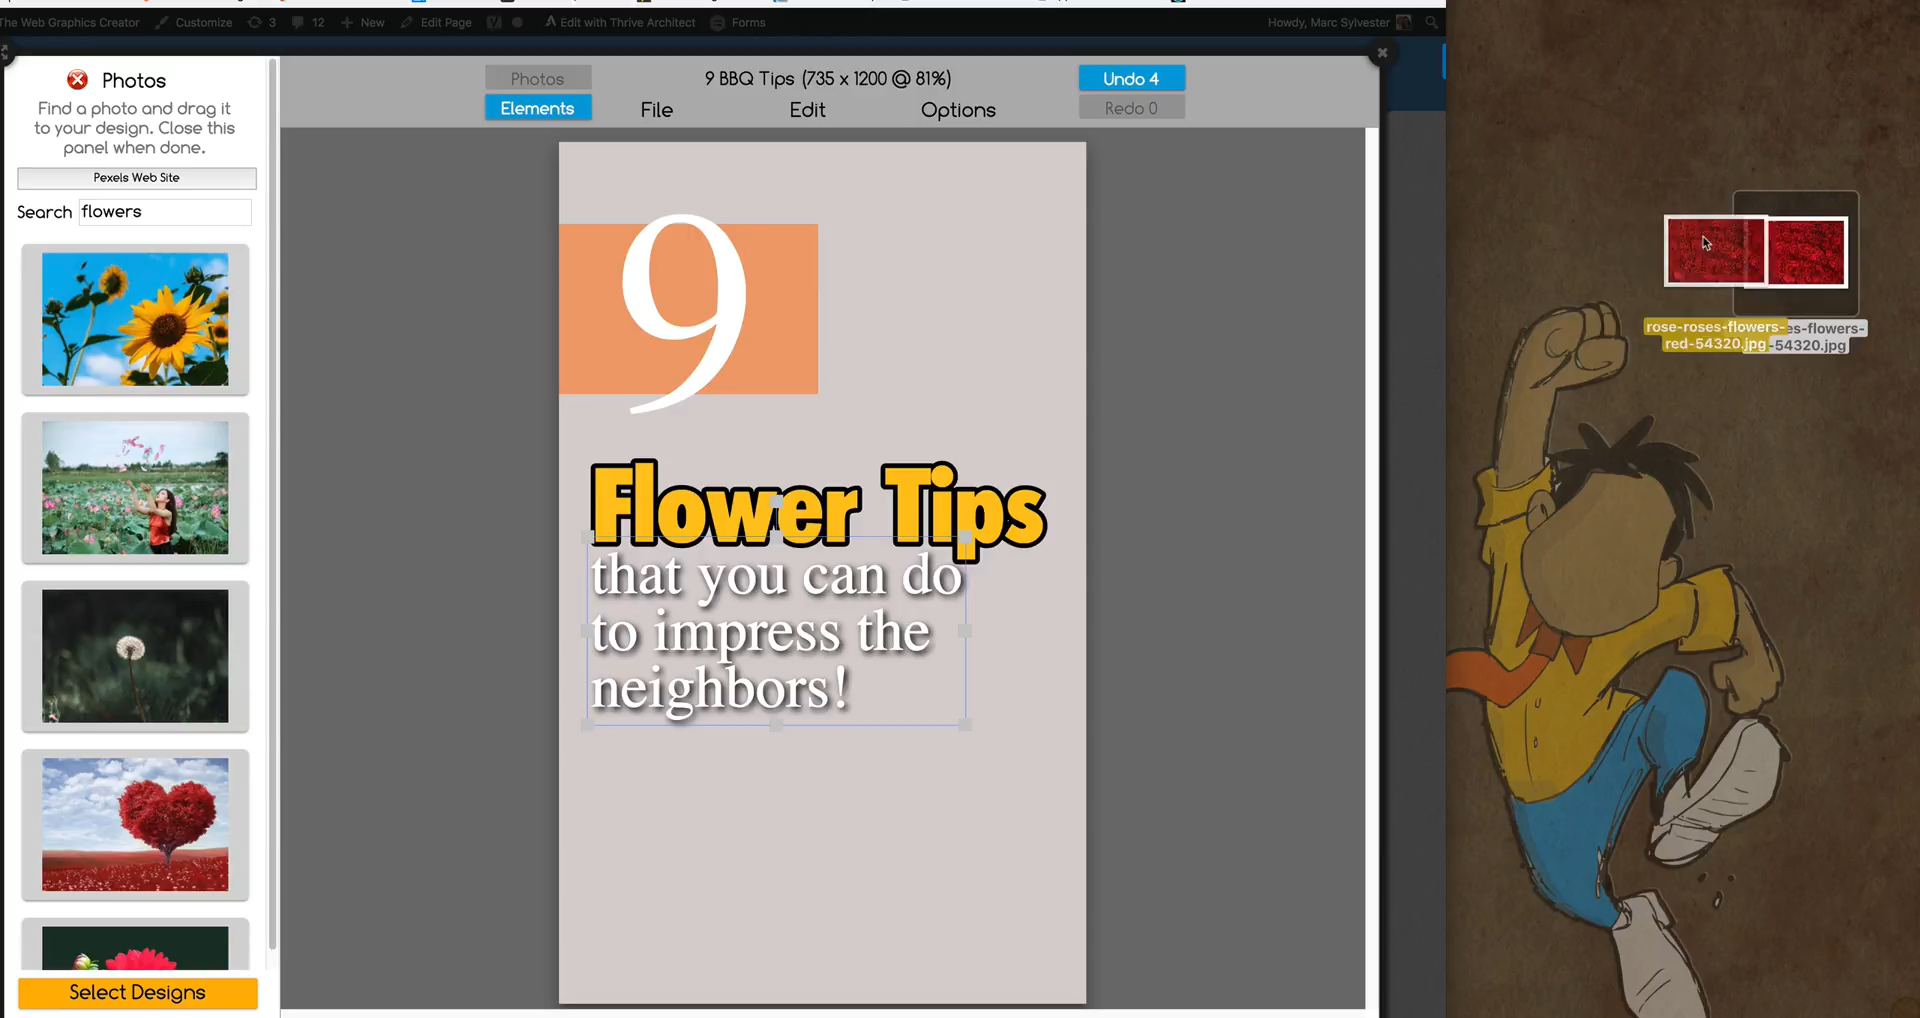 The Web Graphics Creator
Customize
3
12
New
Edit Page
Edit with Thrive Architect
Forms
Howdy, Marc Sylvester
Photos
Find a photo and drag it
to your design. Close this
panel when done.
Pexels Web Site
Search flowers
Select Designs
Photos
Elements
9 BBQ Tips (735 x 1200 @ 81%)
File
Edit
Options
Undo 4
Redo 0
9
Flower Tips
that you can do
to impress the
neighbors!
rose-roses-flowers-
red-54320.jpg
es-flowers-
-54320.jpg